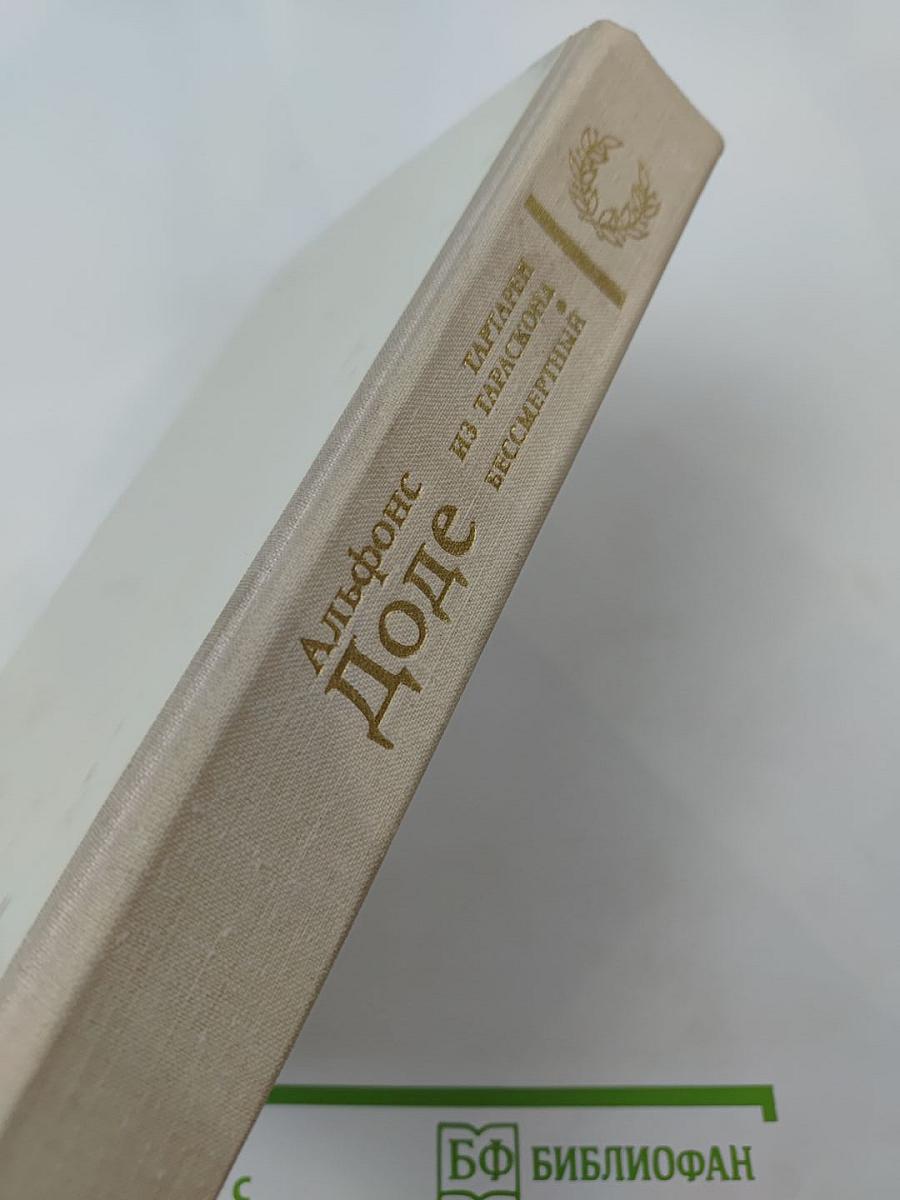 Альфонс
Доде
ТАРТАРЕН
ИЗ ТАРАСКОНА
•
БЕССМЕРТНЫЙ
БФ БИБЛИОФАН
с